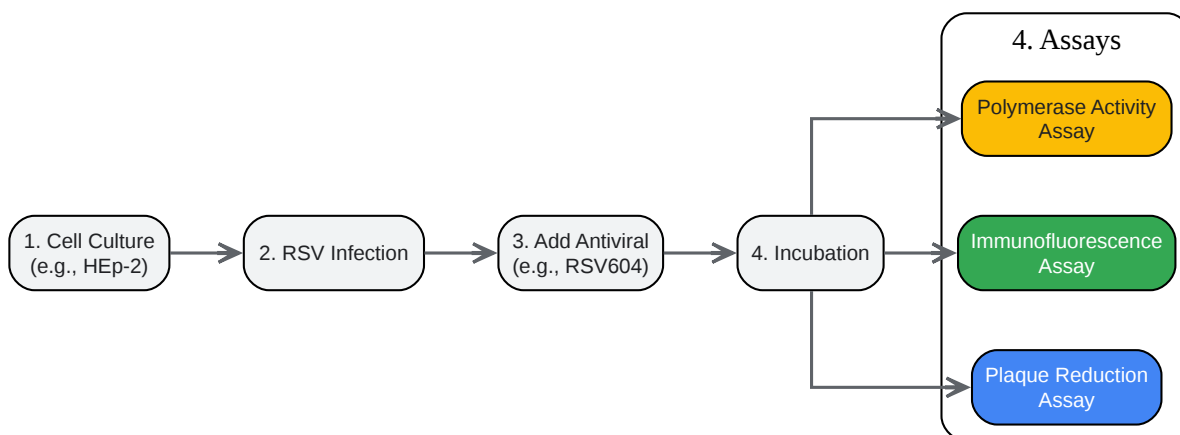 1. Cell Culture
(e.g., HEp-2)
2. RSV Infection
3. Add Antiviral
(e.g., RSV604)
4. Incubation
4. Assays
Polymerase Activity
Assay
Immunofluorescence
Assay
Plaque Reduction
Assay